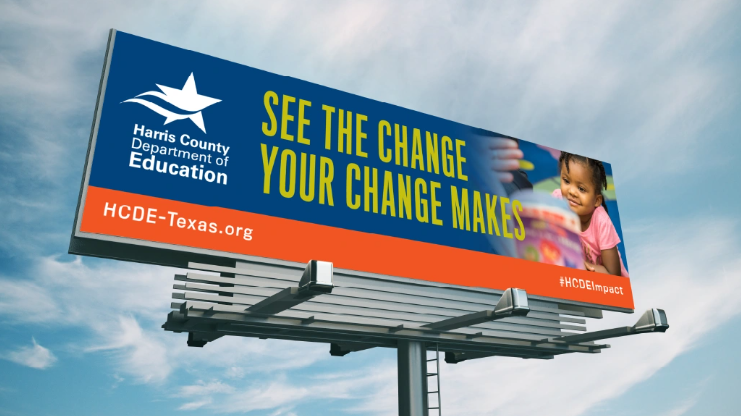 Harris County
Department of
Education
SEE THE CHANGE
YOUR CHANGE MAKES
HCDE-Texas.org
#HCDEImpact